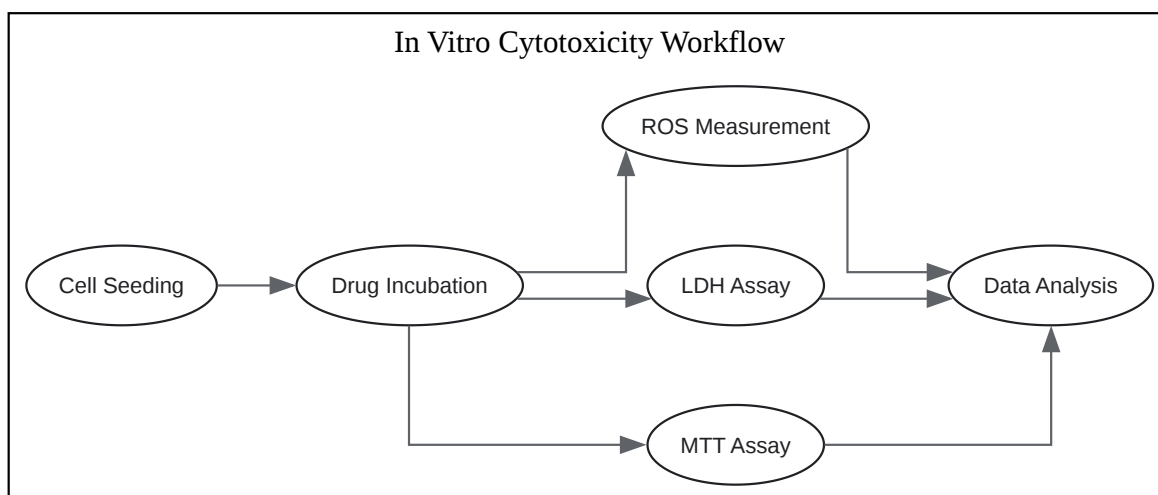 In Vitro Cytotoxicity Workflow
ROS Measurement
Cell Seeding
Drug Incubation
LDH Assay
Data Analysis
MTT Assay